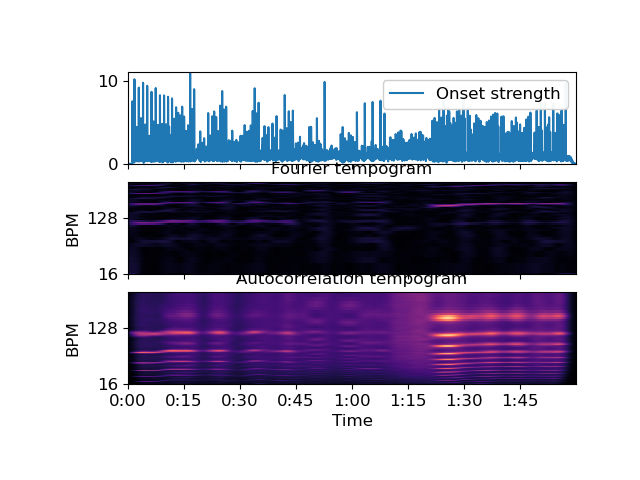 10
Onset strength
0
Fourier tempogram
BPM
128
16
Autocorrelation tempogram
BPM
128
16
0:00 0:15 0:30 0:45 1:00 1:15 1:30 1:45
Time